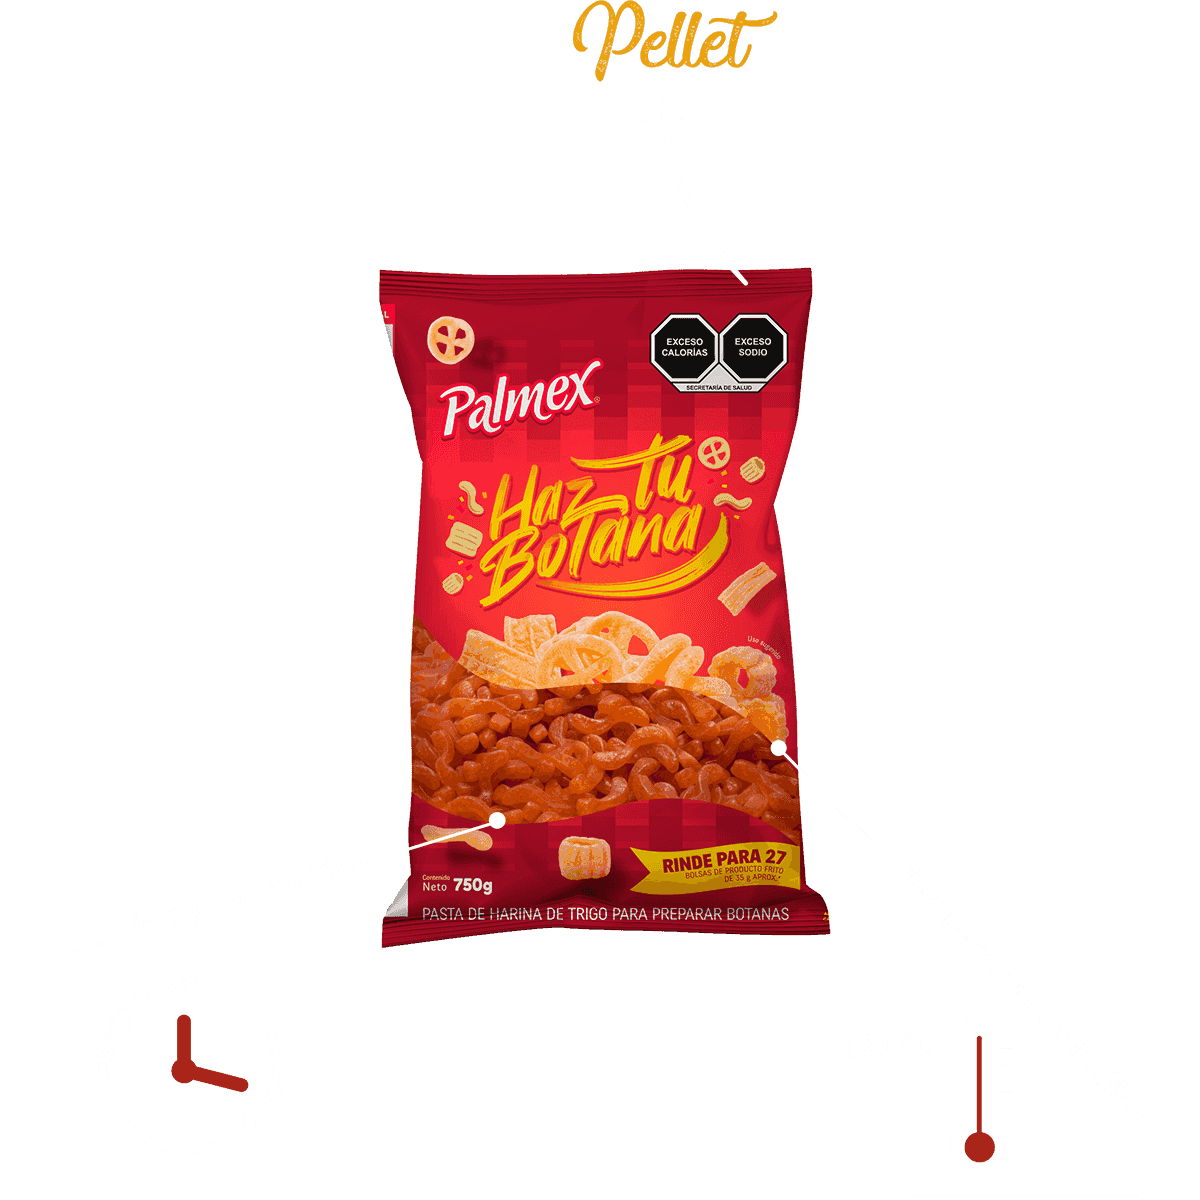 Pellet
L
EXCESO
CALORÍAS
EXCESO
SODIO
SECRETARÍA DE SALUD
Palmex®
Haz Tu
Botana
Uso sugerido
RINDE PARA 27
BOLSAS DE PRODUCTO FRITO
DE 35 g APROX.*
Contenido
Neto 750g
PASTA DE HARINA DE TRIGO PARA PREPARAR BOTANAS